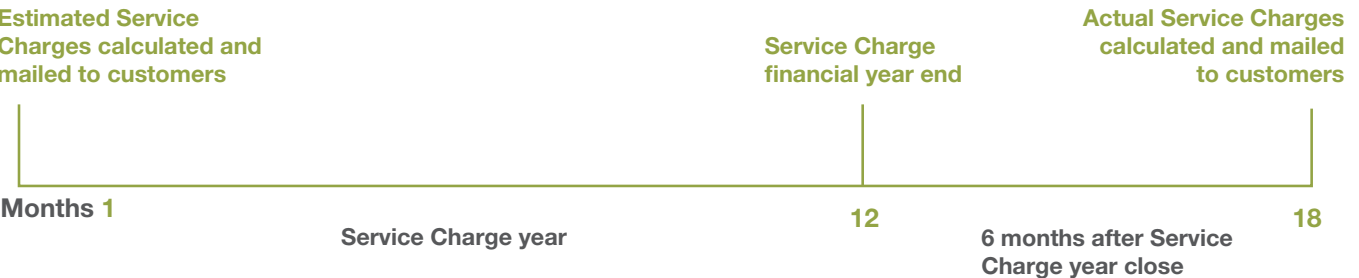 Estimated Service
Charges calculated and
mailed to customers
Service Charge
financial year end
Actual Service Charges
calculated and mailed
to customers
Months 1
12
18
Service Charge year
6 months after Service
Charge year close